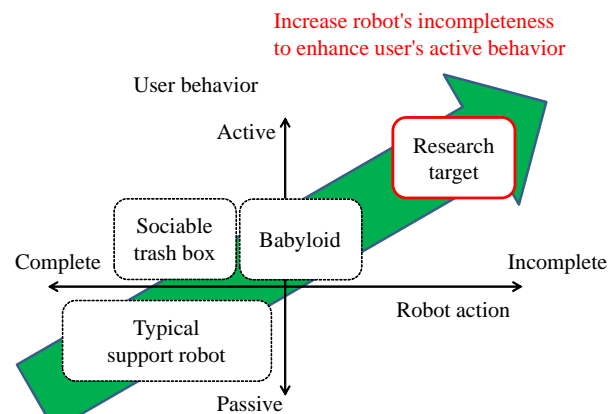 Increase robot's incompleteness
to enhance user's active behavior
User behavior
Active
Research
target
Sociable
trash box
Babyloid
Complete
Incomplete
Robot action
Typical
support robot
Passive